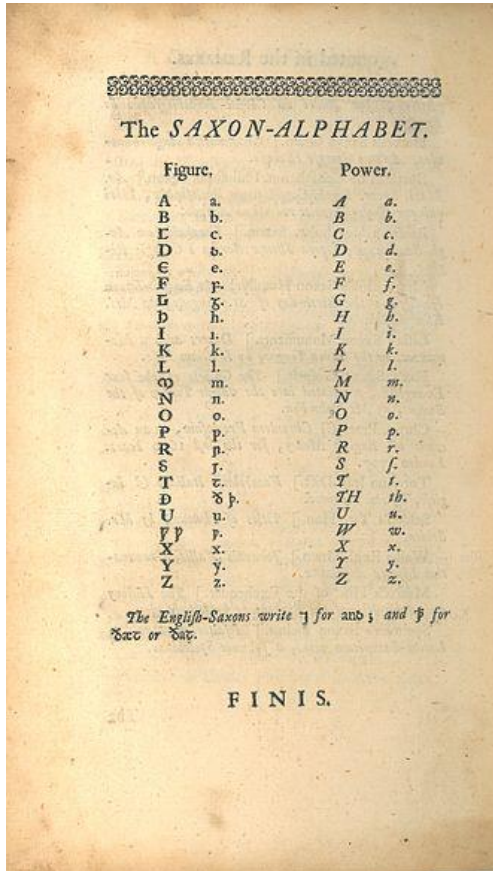 The SAXON-ALPHABET.
Figure. Power.
A a. A a.
B b. B b.
C c. C c.
D ꝺ. D d.
Є e. E e.
F ꝼ. F f.
Ᵹ ᵹ. G g.
Һ h. H h.
I ı. I i.
K k. K k.
L l. L l.
ო m. M m.
N n. N n.
O o. O o.
P p. P p.
R ꞃ. R r.
S ꞅ. S ſ.
T ꞇ. T t.
Ð ð þ. TH th.
U u. U u.
Ƿ ƿ ƿ. W w.
X x. X x.
Y ẏ. Y y.
Z z. Z z.
The Engliſh-Saxons write ⁊ for anꝺ ; and ꝥ for
ðæꞇ or ðaꞇ.
FINIS.